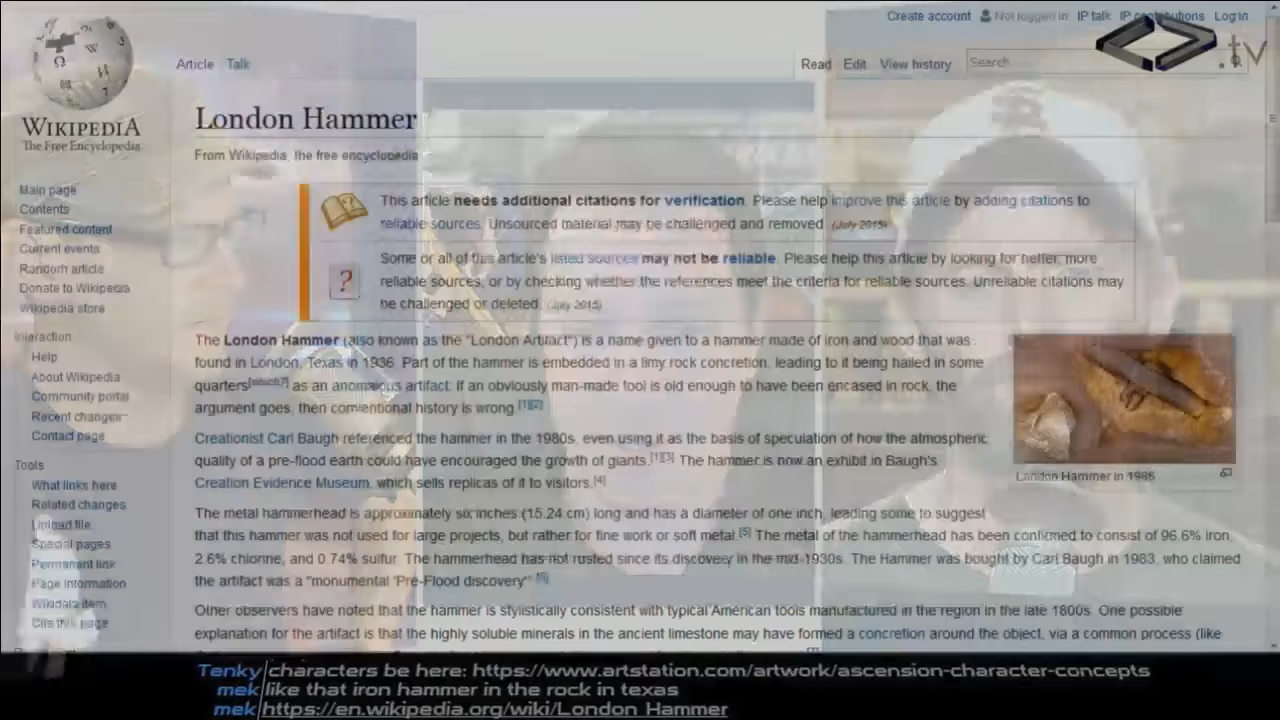 Create account Not logged in IP talk IP contributions Log in
.tv
Article Talk
Read Edit View history Search
WIKIPEDIA
The Free Encyclopedia
London Hammer
From Wikipedia, the free encyclopedia
Main page
Contents
Featured content
Current events
Random article
Donate to Wikipedia
Wikipedia store
Interaction
Help
About Wikipedia
Community portal
Recent changes
Contact page
Tools
What links here
Related changes
Upload file
Special pages
Permanent link
Page information
Wikidata item
Cite this page
This article needs additional citations for verification. Please help improve this article by adding citations to
reliable sources. Unsourced material may be challenged and removed. (July 2015)
?
Some or all of this article's listed sources may not be reliable. Please help this article by looking for better, more
reliable sources, or by checking whether the references meet the criteria for reliable sources. Unreliable citations may
be challenged or deleted. (July 2015)
The London Hammer (also known as the "London Artifact") is a name given to a hammer made of iron and wood that was
found in London, Texas in 1936. Part of the hammer is embedded in a limy rock concretion, leading to it being hailed in some
quarters[which?] as an anomalous artifact: if an obviously man-made tool is old enough to have been encased in rock, the
argument goes, then conventional history is wrong.[1][2]
London Hammer in 1986
Creationist Carl Baugh referenced the hammer in the 1980s, even using it as the basis of speculation of how the atmospheric
quality of a pre-flood earth could have encouraged the growth of giants.[1][3] The hammer is now an exhibit in Baugh's
Creation Evidence Museum, which sells replicas of it to visitors.[4]
The metal hammerhead is approximately six inches (15.24 cm) long and has a diameter of one inch, leading some to suggest
that this hammer was not used for large projects, but rather for fine work or soft metal.[5] The metal of the hammerhead has been confirmed to consist of 96.6% iron,
2.6% chlorine, and 0.74% sulfur. The hammerhead has not rusted since its discovery in the mid-1930s. The Hammer was bought by Carl Baugh in 1983, who claimed
the artifact was a "monumental 'Pre-Flood discovery'".[6]
Other observers have noted that the hammer is stylistically consistent with typical American tools manufactured in the region in the late 1800s. One possible
explanation for the artifact is that the highly soluble minerals in the ancient limestone may have formed a concretion around the object, via a common process (like
Tenky characters be here: https://www.artstation.com/artwork/ascension-character-concepts
mek like that iron hammer in the rock in texas
mek https://en.wikipedia.org/wiki/London_Hammer